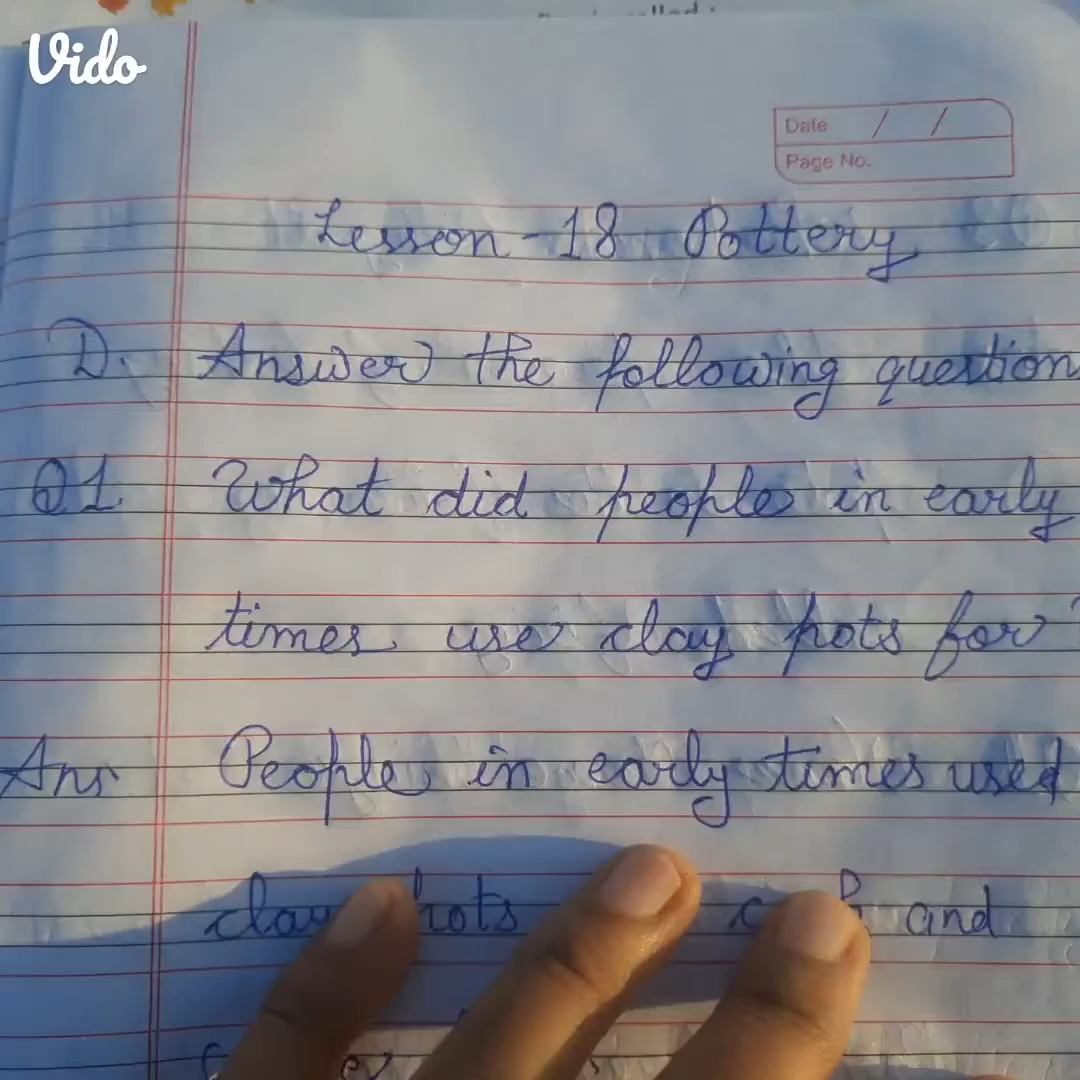 Vido
Date / /
Page No.
Lesson - 18 Pottery
D. Answer the following question
Q1. What did people in early
times use clay pots for
Ans People in early times used
clay pots and